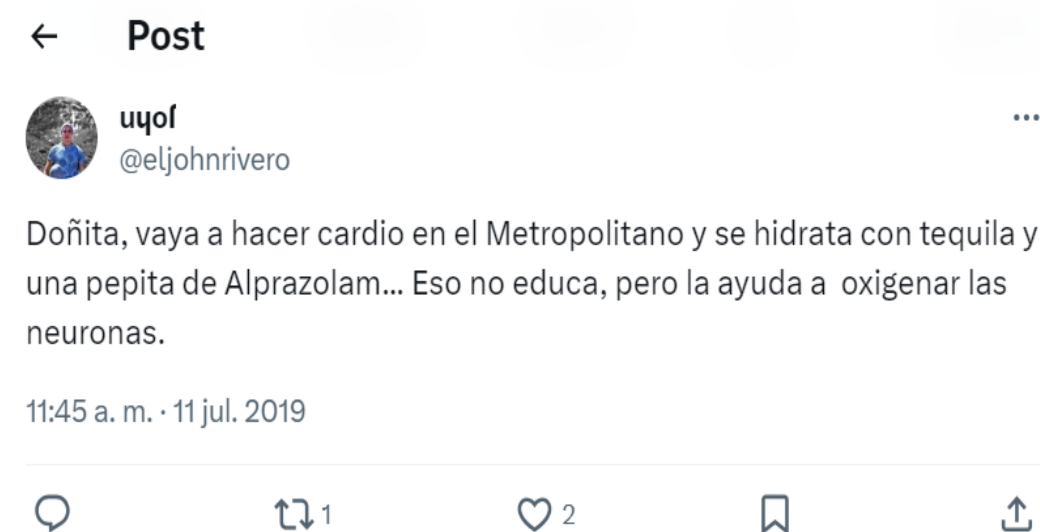 Post
uɥoſ
@eljohnrivero
Doñita, vaya a hacer cardio en el Metropolitano y se hidrata con tequila y
una pepita de Alprazolam... Eso no educa, pero la ayuda a  oxigenar las
neuronas.
11:45 a. m. · 11 jul. 2019
1
2